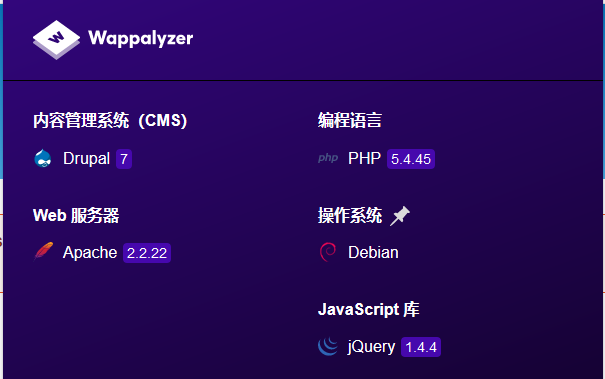 Wappalyzer
内容管理系统（CMS）
Drupal 7
Web 服务器
Apache 2.2.22
编程语言
php PHP 5.4.45
操作系统
Debian
JavaScript 库
jQuery 1.4.4